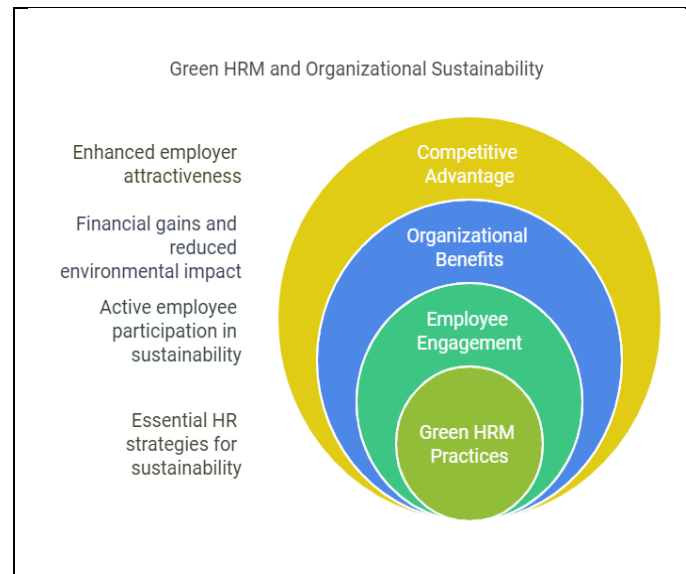 Green HRM and Organizational Sustainability
Enhanced employer
attractiveness
Competitive
Advantage
Financial gains and
reduced
environmental impact
Organizational
Benefits
Active employee
participation in
sustainability
Employee
Engagement
Essential HR
strategies for
sustainability
Green HRM
Practices